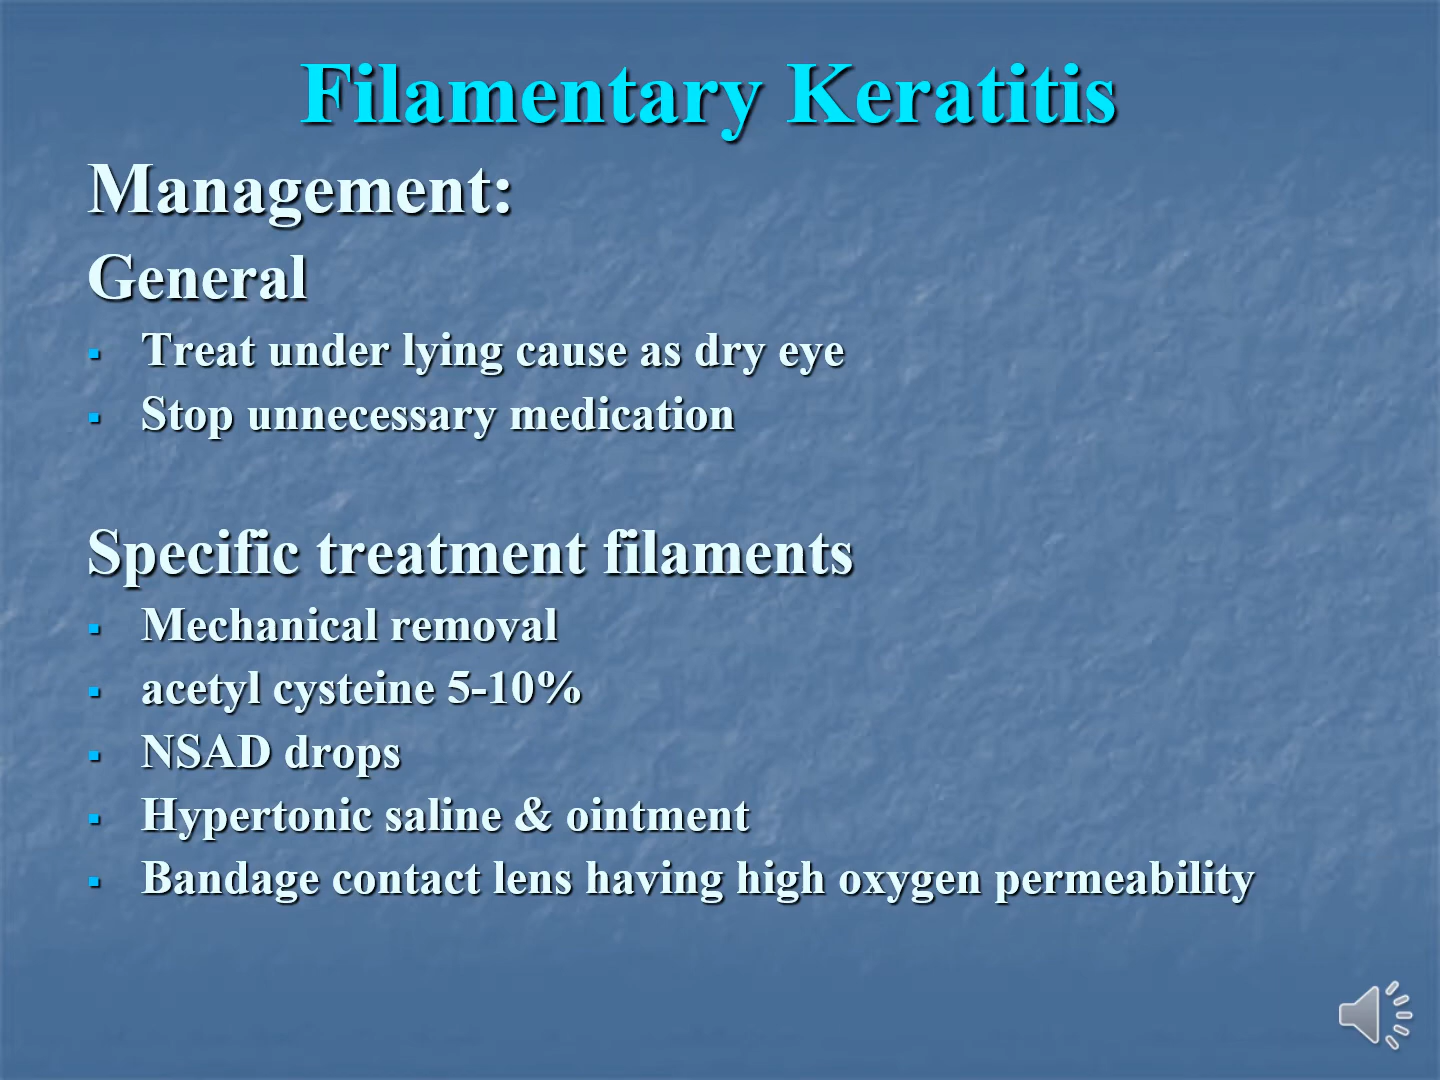 Filamentary Keratitis
Management:
General
▪ Treat under lying cause as dry eye
▪ Stop unnecessary medication
Specific treatment filaments
▪ Mechanical removal
▪ acetyl cysteine 5-10%
▪ NSAD drops
▪ Hypertonic saline & ointment
▪ Bandage contact lens having high oxygen permeability